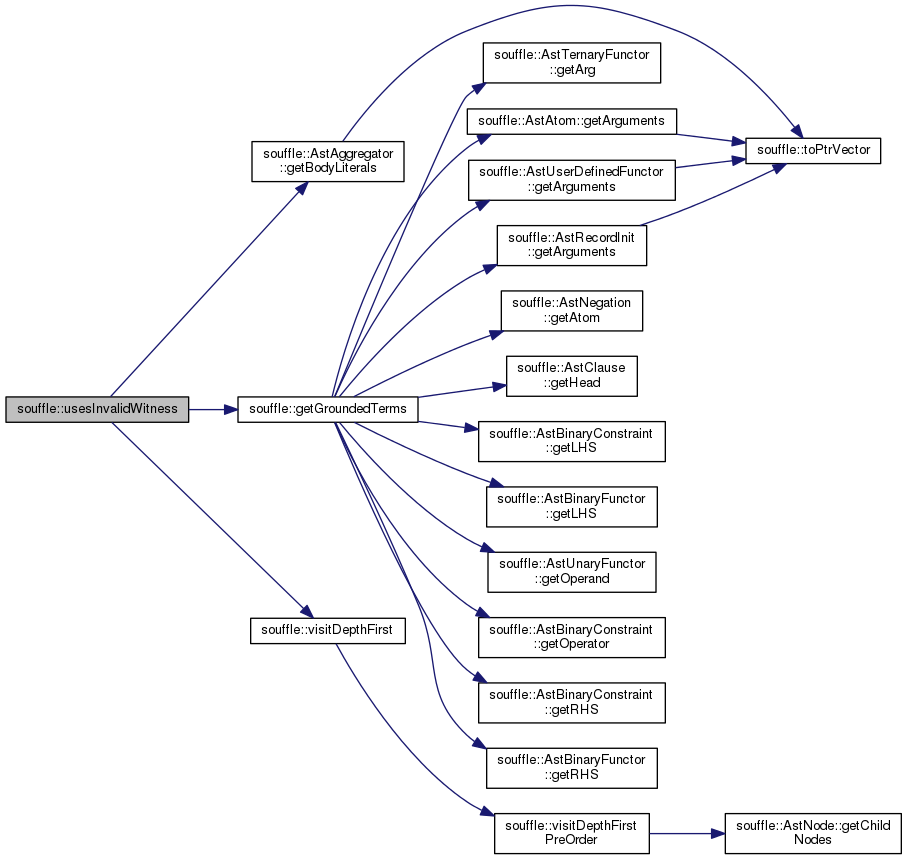 souffle::AstTernaryFunctor
::getArg
souffle::AstAtom::getArguments
souffle::AstAggregator
::getBodyLiterals
souffle::toPtrVector
souffle::AstUserDefinedFunctor
::getArguments
souffle::AstRecordInit
::getArguments
souffle::AstNegation
::getAtom
souffle::AstClause
::getHead
souffle::usesInvalidWitness
souffle::getGroundedTerms
souffle::AstBinaryConstraint
::getLHS
souffle::AstBinaryFunctor
::getLHS
souffle::AstUnaryFunctor
::getOperand
souffle::visitDepthFirst
souffle::AstBinaryConstraint
::getOperator
souffle::AstBinaryConstraint
::getRHS
souffle::AstBinaryFunctor
::getRHS
souffle::visitDepthFirst
PreOrder
souffle::AstNode::getChild
Nodes